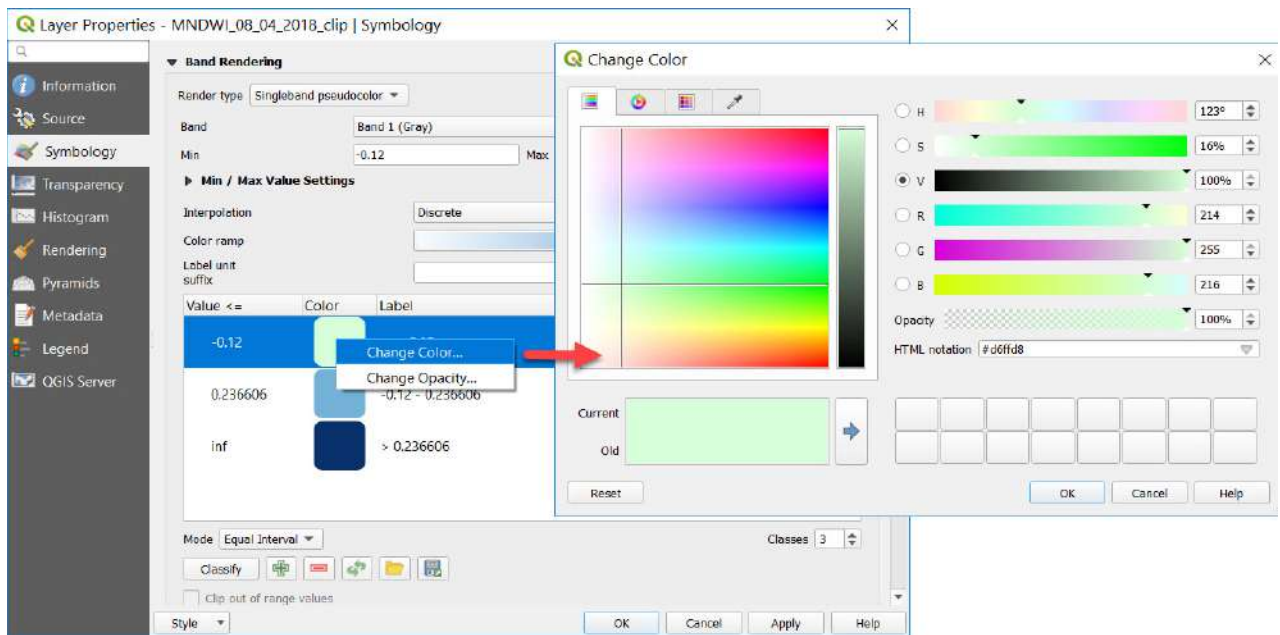 Layer Properties - MNDWI_08_04_2018_clip | Symbology
Information
Source
Symbology
Transparency
Histogram
Rendering
Pyramids
Metadata
Legend
QGIS Server
Band Rendering
Render type Singleband pseudocolor
Band Band 1 (Gray)
Min -0.12 Max
Min / Max Value Settings
Interpolation Discrete
Color ramp
Label unit
suffix
Value <= Color Label
-0.12
Change Color...
Change Opacity...
0.236606 -0.12 - 0.236606
inf > 0.236606
Mode Equal Interval Classes 3
Classify
Clip out of range values
Style OK Cancel Apply Help
Change Color
H 123°
S 16%
V 100%
R 214
G 255
B 216
Opacity 100%
HTML notation #d6ffd8
Current
Old
Reset OK Cancel Help